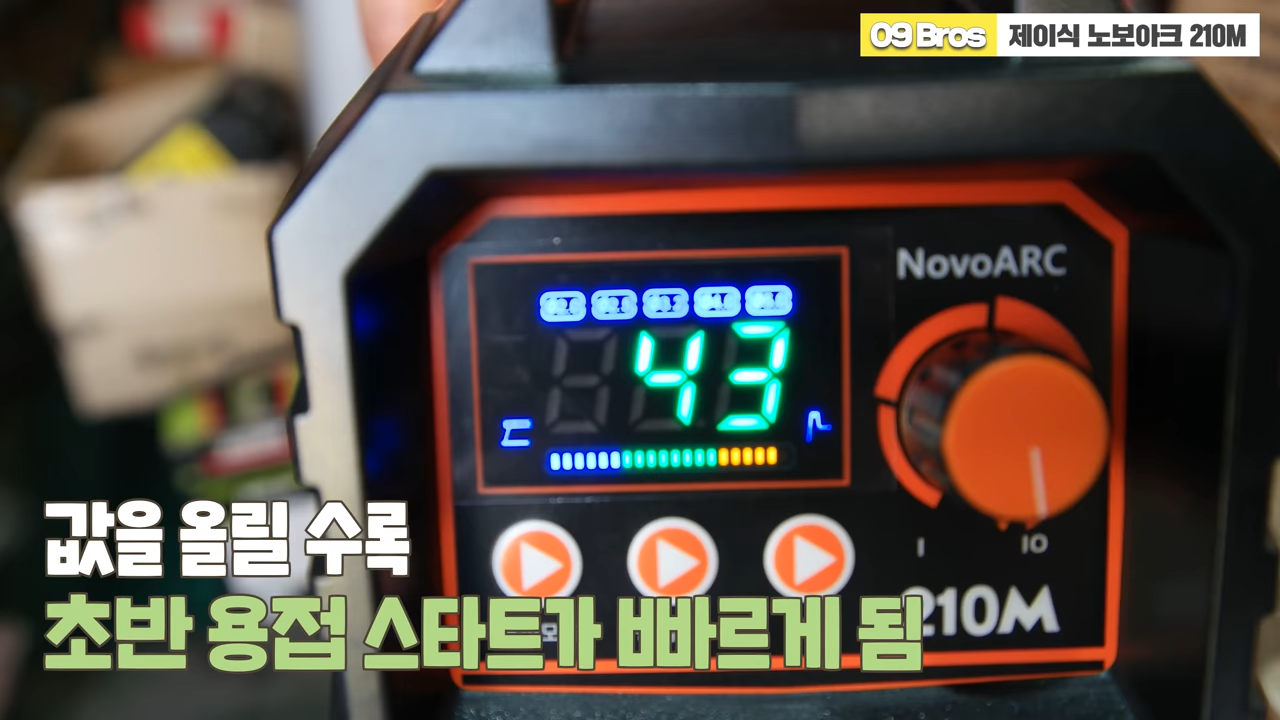 09 Bros 제이식 노보아크 210M
NovoARC
43
I 10
210M
값을 올릴 수록
초반 용접 스타트가 빠르게 됨